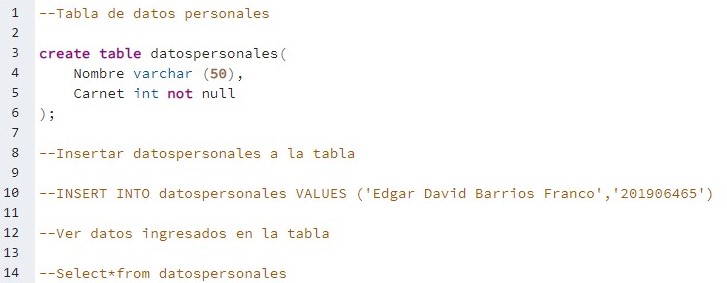 1 --Tabla de datos personales
2
3 create table datospersonales(
4 Nombre varchar (50),
5 Carnet int not null
6 );
7
8 --Insertar datospersonales a la tabla
9
10 --INSERT INTO datospersonales VALUES ('Edgar David Barrios Franco','201906465')
11
12 --Ver datos ingresados en la tabla
13
14 --Select*from datospersonales